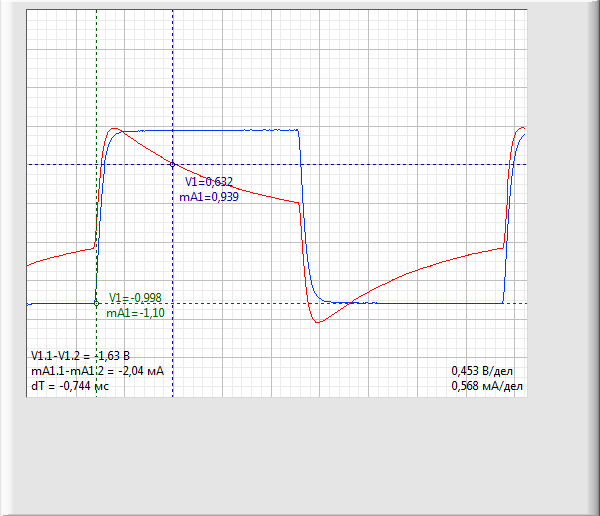 V1=0,632
mA1=0,939
V1=-0,998
mA1=-1,10
V1.1-V1.2 = -1,63 В
mA1.1-mA1.2 = -2,04 мА
dT = -0,744 мс
0,453 В/дел
0,568 мА/дел